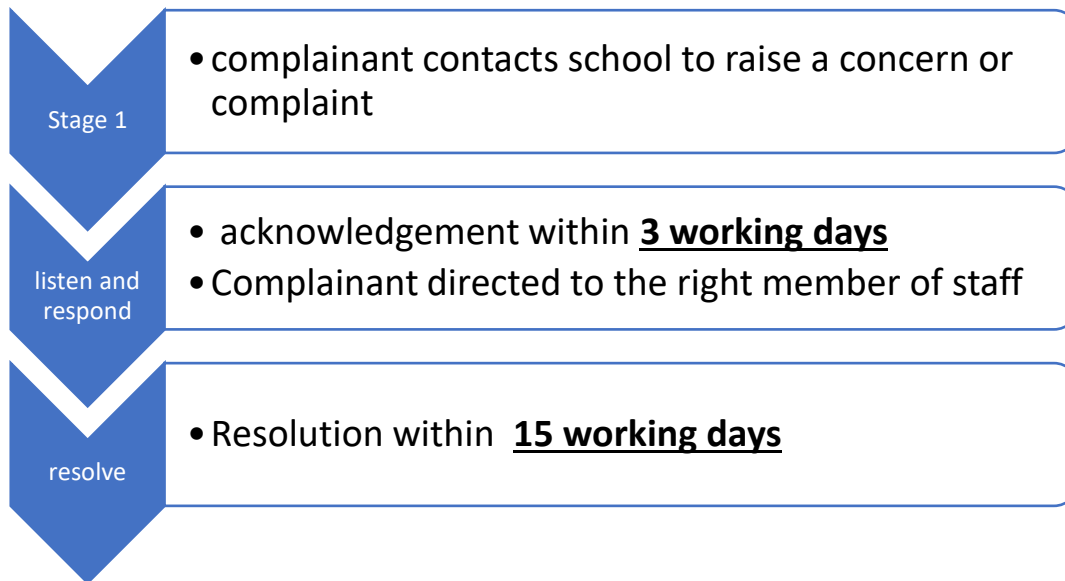 Stage 1
• complainant contacts school to raise a concern or
complaint
listen and
respond
• acknowledgement within 3 working days
• Complainant directed to the right member of staff
resolve
• Resolution within 15 working days